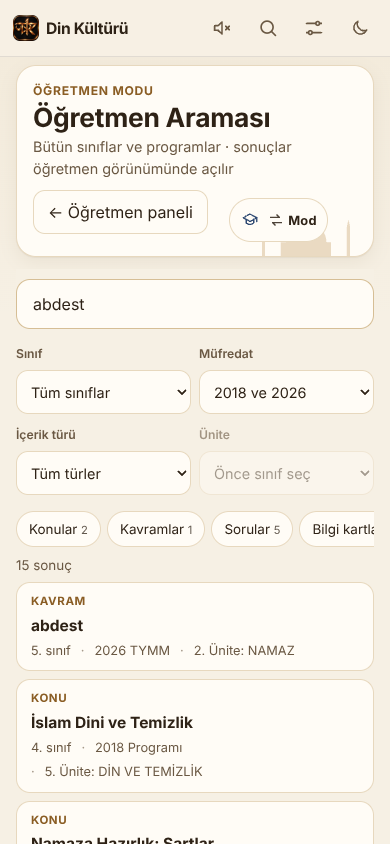 Din Kültürü
ÖĞRETMEN MODU
Öğretmen Araması
Bütün sınıflar ve programlar · sonuçlar
öğretmen görünümünde açılır
← Öğretmen paneli
Mod
abdest
Sınıf
Müfredat
Tüm sınıflar
2018 ve 2026
İçerik türü
Ünite
Tüm türler
Önce sınıf seç
Konular 2
Kavramlar 1
Sorular 5
Bilgi kartla
15 sonuç
KAVRAM
abdest
5. sınıf · 2026 TYMM · 2. Ünite: NAMAZ
KONU
İslam Dini ve Temizlik
4. sınıf · 2018 Programı
· 5. Ünite: DİN VE TEMİZLİK
KONU
Namaza Hazırlık: Şartlar